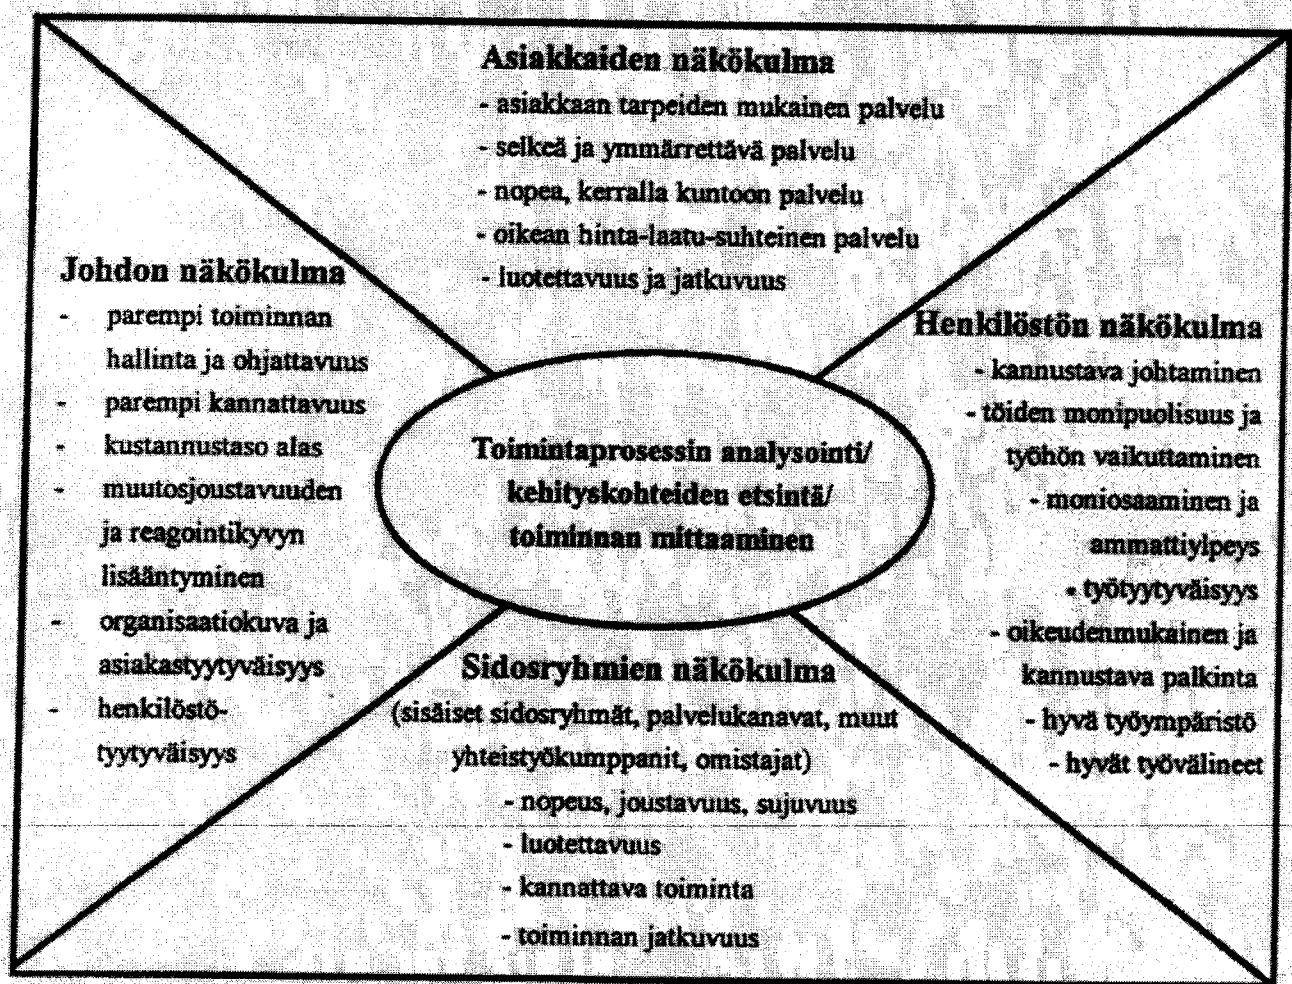 Asiakkaiden näkökulma
- asiakkaan tarpeiden mukainen palvelu
- selkeä ja ymmärrettävä palvelu
- nopea, kerralla kuntoon palvelu
- oikean hinta-laatu-suhteinen palvelu
- luotettavuus ja jatkuvuus
Johdon näkökulma
- parempi toiminnan
hallinta ja ohjattavuus
- parempi kannattavuus
- kustannustaso alas
- muutosjoustavuuden
ja reagointikyvyn
lisääntyminen
- organisaatiokuva ja
asiakastyytyväisyys
- henkilöstö-
tyytyväisyys
Toimintaprosessin analysointi/
kehityskohteiden etsintä/
toiminnan mittaaminen
Henkilöstön näkökulma
- kannustava johtaminen
- töiden monipuolisuus ja
työhön vaikuttaminen
- moniosaaminen ja
ammattiylpeys
- työtyytyväisyys
- oikeudenmukainen ja
kannustava palkinta
- hyvä työympäristö
- hyvät työvälineet
Sidosryhmien näkökulma
(sisäiset sidosryhmät, palvelukanavat, muut
yhteistyökumppanit, omistajat)
- nopeus, joustavuus, sujuvuus
- luotettavuus
- kannattava toiminta
- toiminnan jatkuvuus